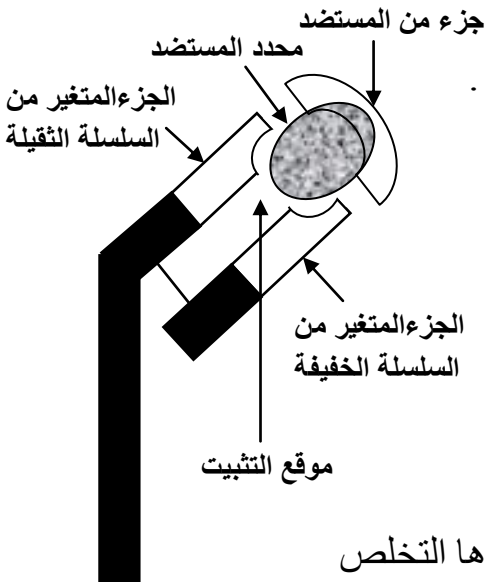 جزء من المستضد
محدد المستضد
الجزءالمتغير من
السلسلة الثقيلة
الجزءالمتغير من
السلسلة الخفيفة
موقع التثبيت
ها التخلص